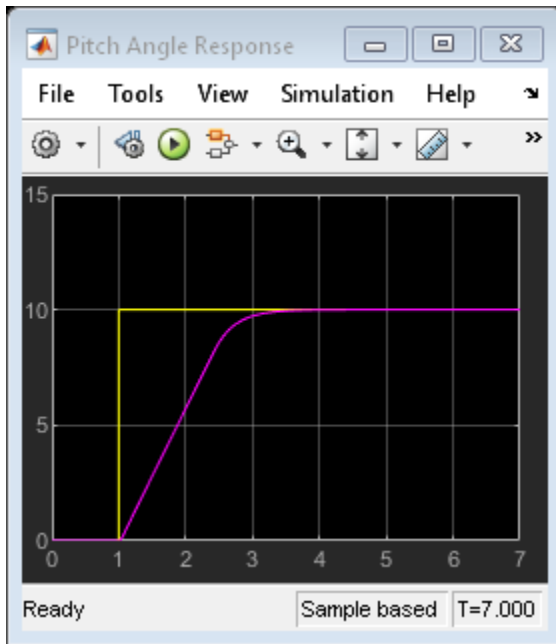 Pitch Angle Response
File Tools View Simulation Help
15
10
5
0
0 1 2 3 4 5 6 7
Ready Sample based T=7.000